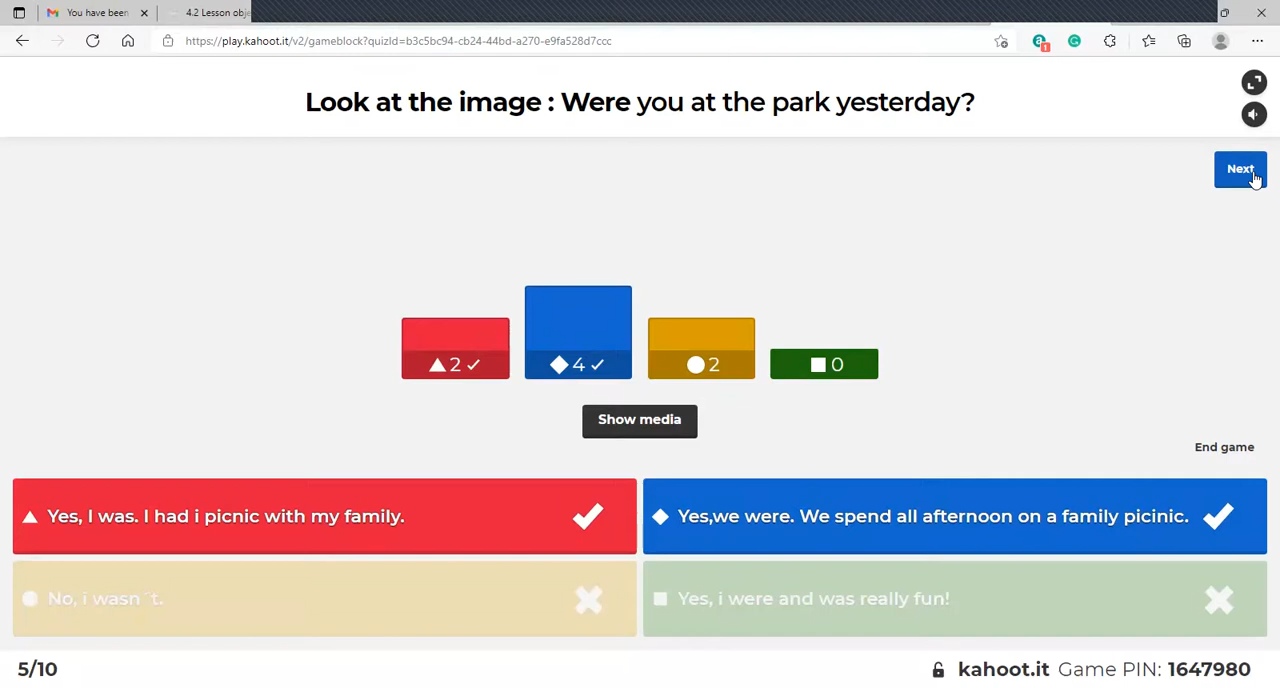 You have been
4.2 Lesson obje
https://play.kahoot.it/v2/gameblock?quizId=b3c5bc94-cb24-44bd-a270-e9fa528d7ccc
1
Look at the image : Were you at the park yesterday?
Next
2
4
2
0
Show media
End game
Yes, I was. I had i picnic with my family.
Yes,we were. We spend all afternoon on a family picinic.
No, i wasn ́t.
Yes, i were and was really fun!
5/10
kahoot.it Game PIN: 1647980